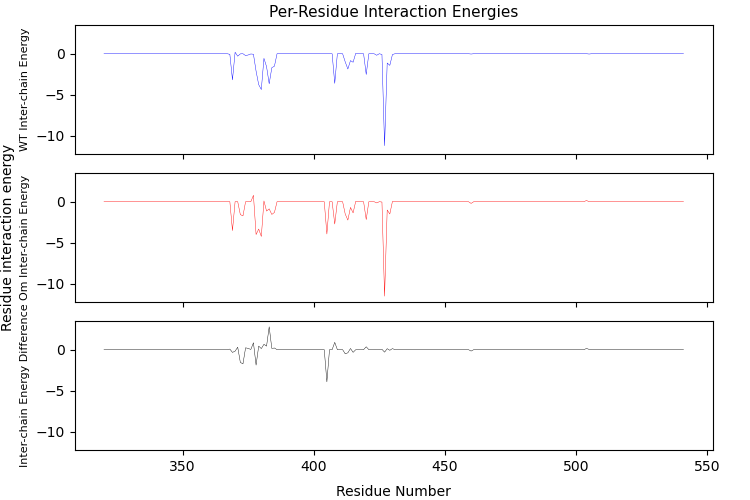 Per-Residue Interaction Energies
Residue interaction energy
WT Inter-chain Energy
0
−5
−10
Om Inter-chain Energy
0
−5
−10
Inter-chain Energy Difference
0
−5
−10
350
400
450
500
550
Residue Number